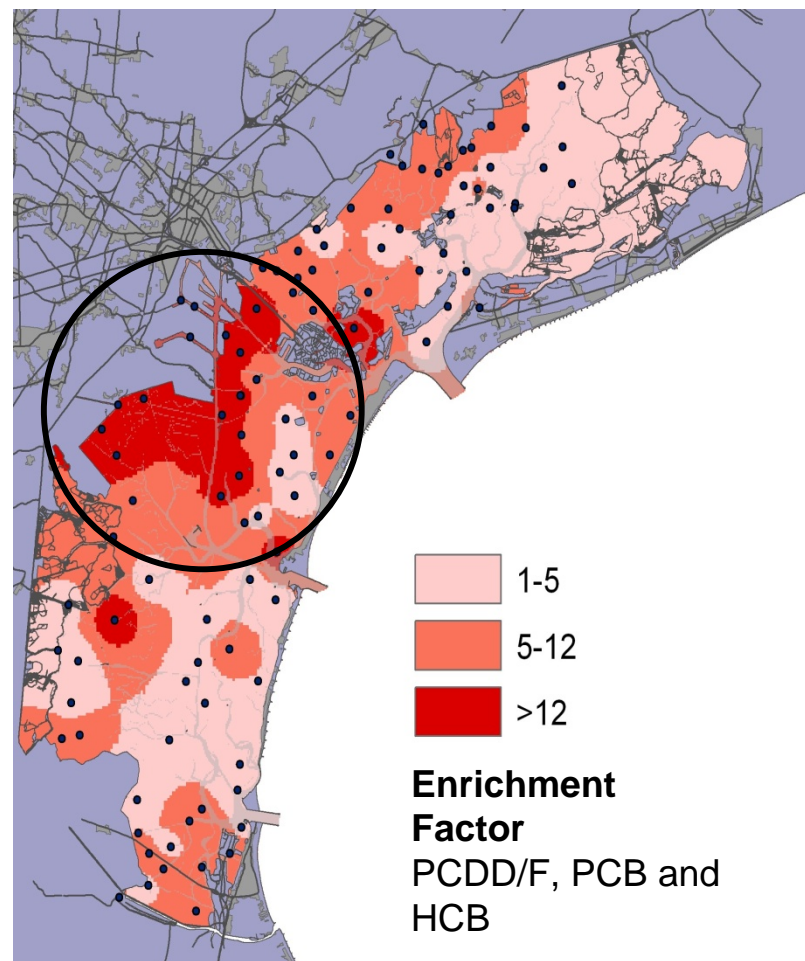 1-5
5-12
>12
Enrichment
Factor
PCDD/F, PCB and
HCB